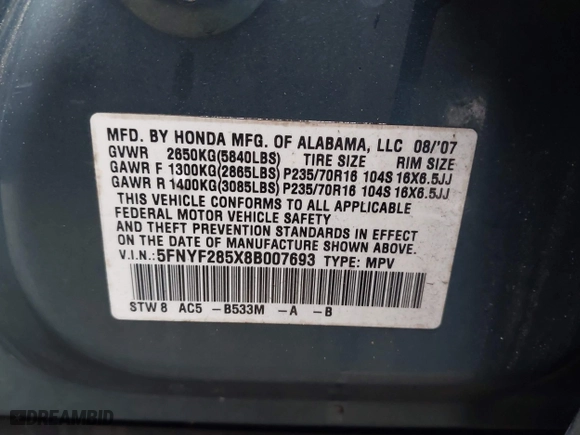 MFD. BY HONDA MFG. OF ALABAMA, LLC 08/'07
GVWR 2650KG(5840LBS) TIRE SIZE RIM SIZE
GAWR F 1300KG(2865LBS) P235/70R16 104S 16X6.5JJ
GAWR R 1400KG(3085LBS) P235/70R16 104S 16X6.5JJ
THIS VEHICLE CONFORMS TO ALL APPLICABLE
FEDERAL MOTOR VEHICLE SAFETY
AND THEFT PREVENTION STANDARDS IN EFFECT
ON THE DATE OF MANUFACTURE SHOWN ABOVE.
V.I.N.: 5FNYF285X8B007693 TYPE: MPV
STW 8 AC5 -B533M -A -B
DREAMBID